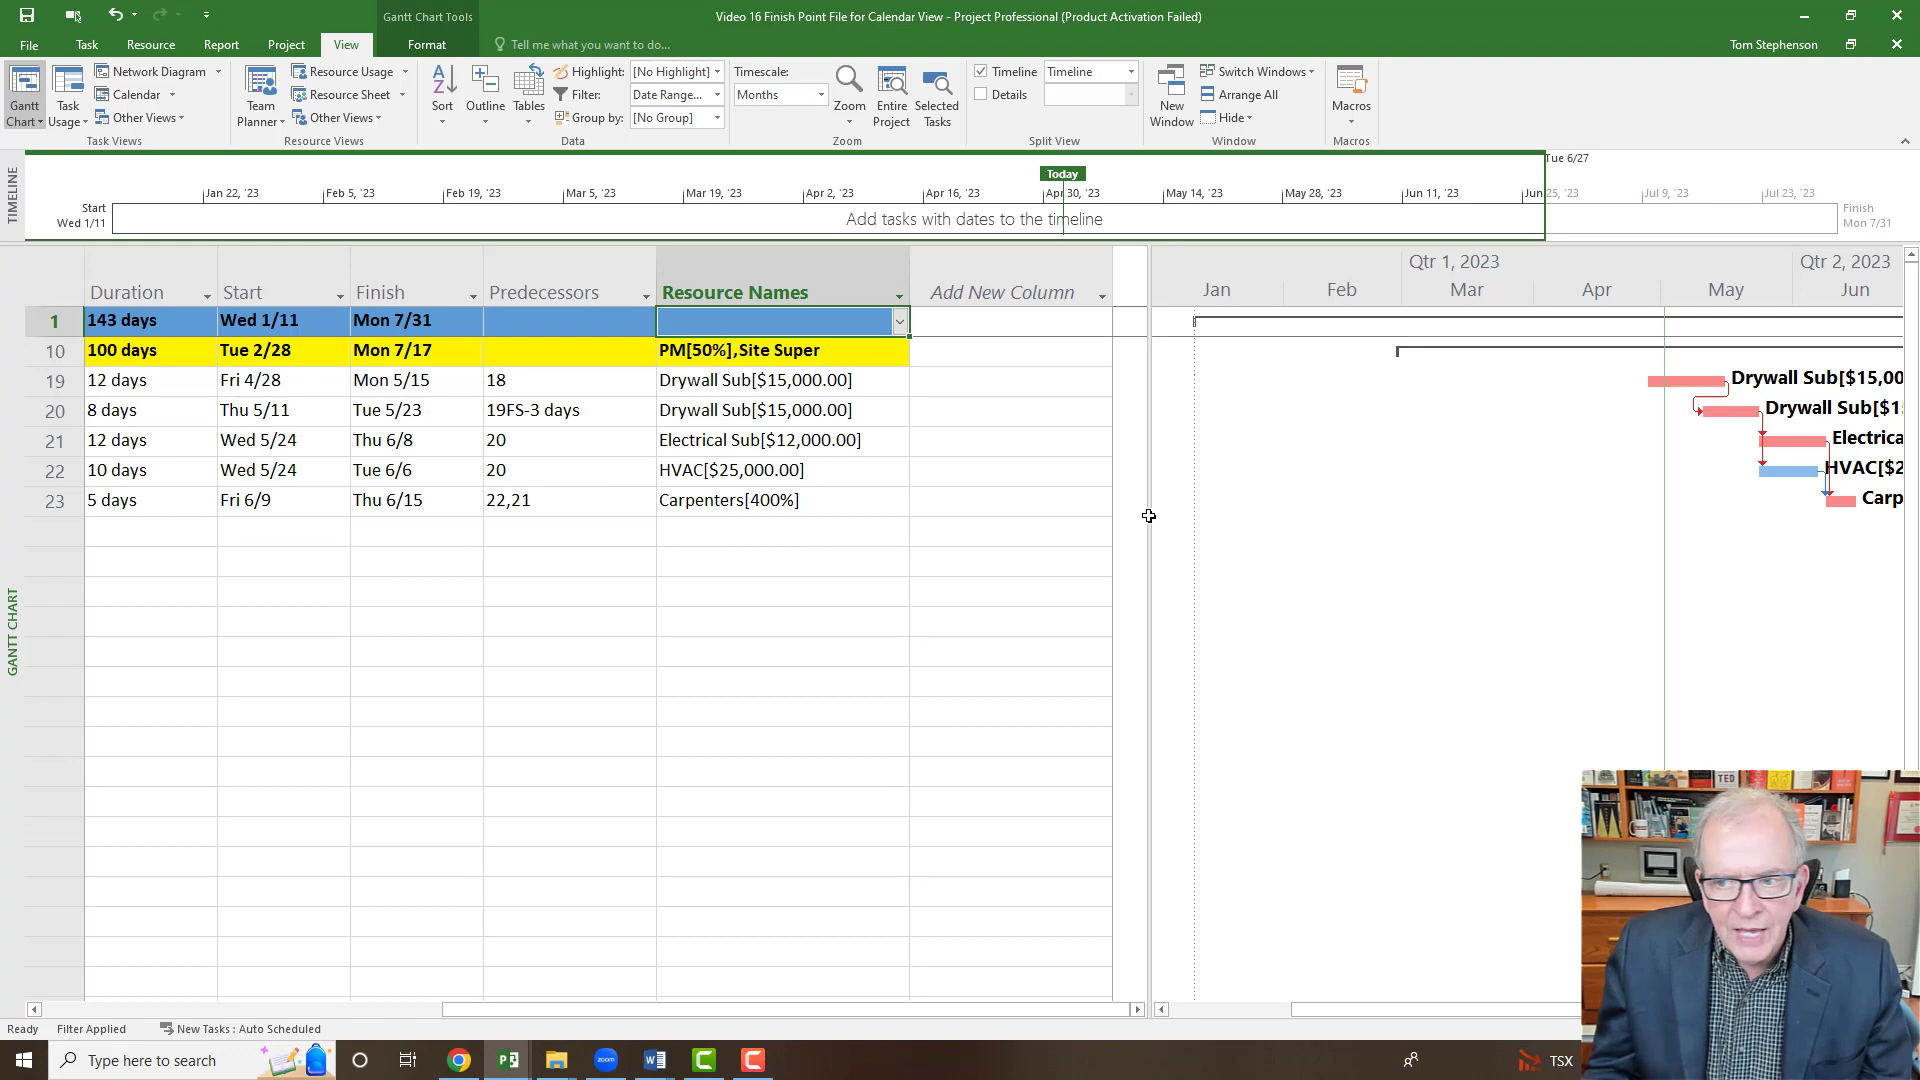 Gantt Chart Tools
Video 16 Finish Point File for Calendar View - Project Professional (Product Activation Failed)
File Task Resource Report Project View Format Tell me what you want to do... Tom Stephenson
Gantt Chart
Task Usage
Network Diagram
Calendar
Other Views
Task Views
Team Planner
Resource Usage
Resource Sheet
Other Views
Resource Views
Sort
Outline
Tables
Highlight: [No Highlight]
Filter: Date Range...
Group by: [No Group]
Data
Timescale:
Months
Zoom
Entire Project
Selected Tasks
Zoom
Timeline Timeline
Details
Split View
New Window
Switch Windows
Arrange All
Hide
Window
Macros
Macros
TIMELINE
Tue 6/27
Today
Jan 22, '23 Feb 5, '23 Feb 19, '23 Mar 5, '23 Mar 19, '23 Apr 2, '23 Apr 16, '23 Apr 30, '23 May 14, '23 May 28, '23 Jun 11, '23 Jun 25, '23 Jul 9, '23 Jul 23, '23
Start
Wed 1/11
Add tasks with dates to the timeline
Finish
Mon 7/31
GANTT CHART
Duration Start Finish Predecessors Resource Names Add New Column
1 143 days Wed 1/11 Mon 7/31
10 100 days Tue 2/28 Mon 7/17 PM[50%],Site Super
19 12 days Fri 4/28 Mon 5/15 18 Drywall Sub[$15,000.00]
20 8 days Thu 5/11 Tue 5/23 19FS-3 days Drywall Sub[$15,000.00]
21 12 days Wed 5/24 Thu 6/8 20 Electrical Sub[$12,000.00]
22 10 days Wed 5/24 Tue 6/6 20 HVAC[$25,000.00]
23 5 days Fri 6/9 Thu 6/15 22,21 Carpenters[400%]
Qtr 1, 2023 Qtr 2, 2023
Jan Feb Mar Apr May Jun
Drywall Sub[$15,00
Drywall Sub[$1
Electrica
HVAC[$2
Carp
TED
Ready Filter Applied New Tasks : Auto Scheduled
Type here to search
zoom
TSX